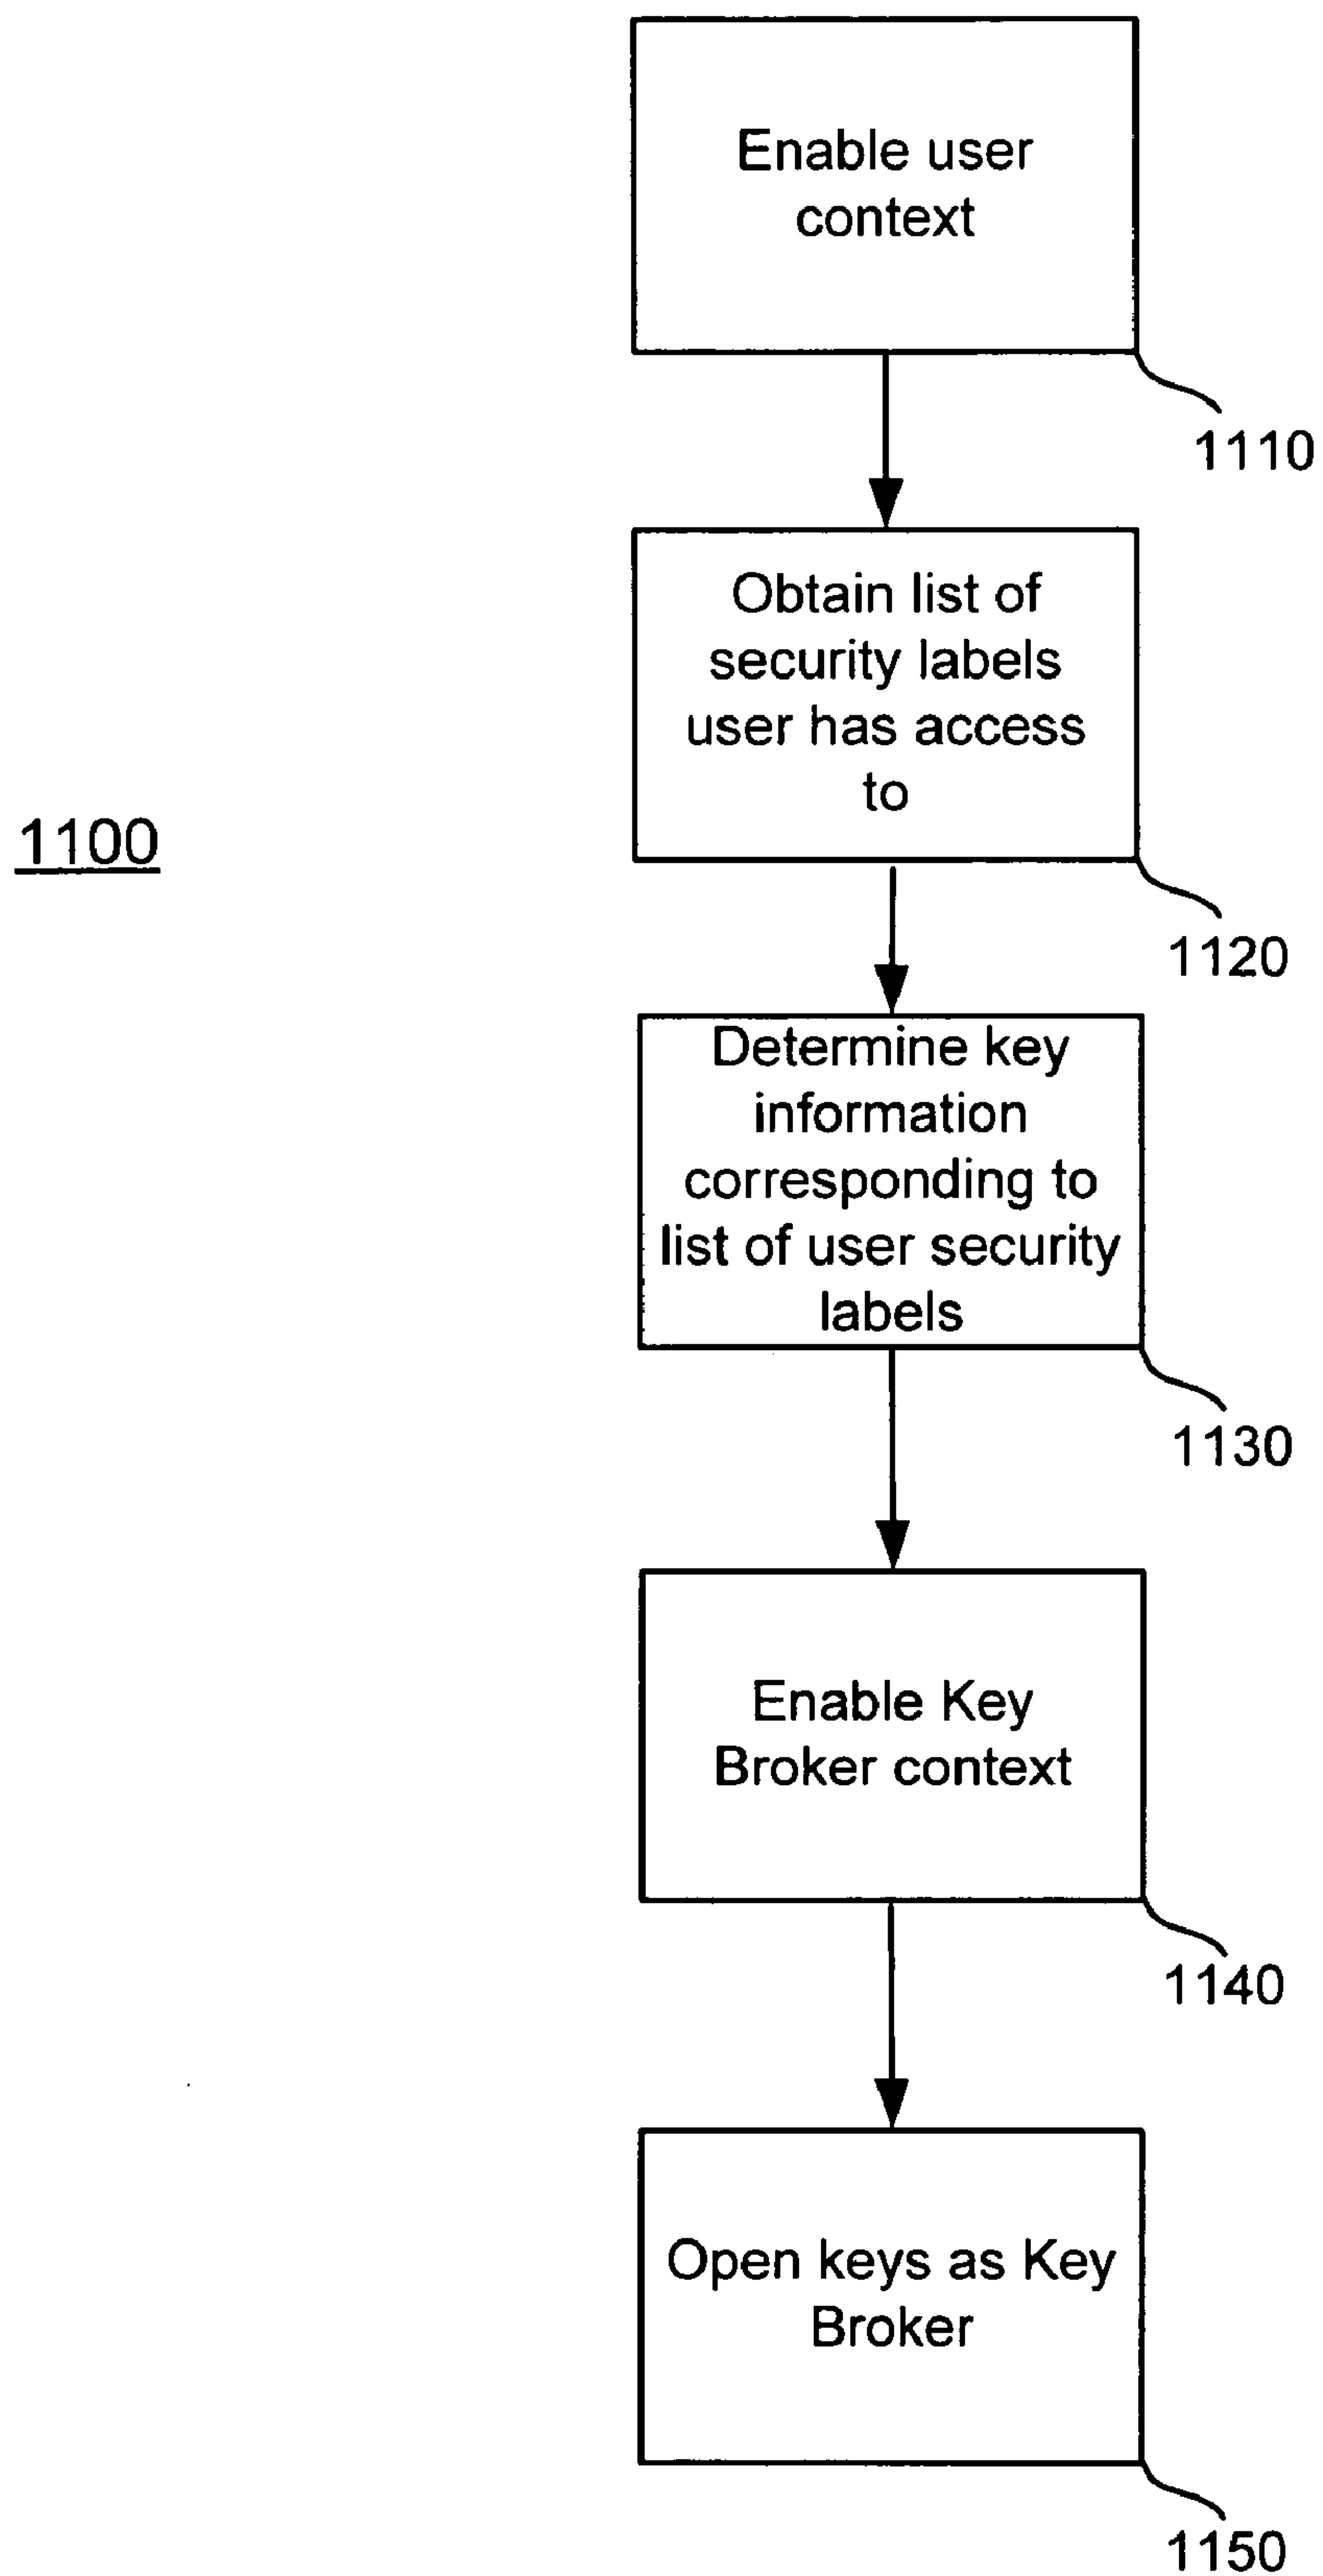 Enable user
context
1110
Obtain list of
security labels
user has access
to
1100
1120
Determine key
information
corresponding to
list of user security
labels
1130
Enable Key
Broker context
1140
Open keys as Key
Broker
1150